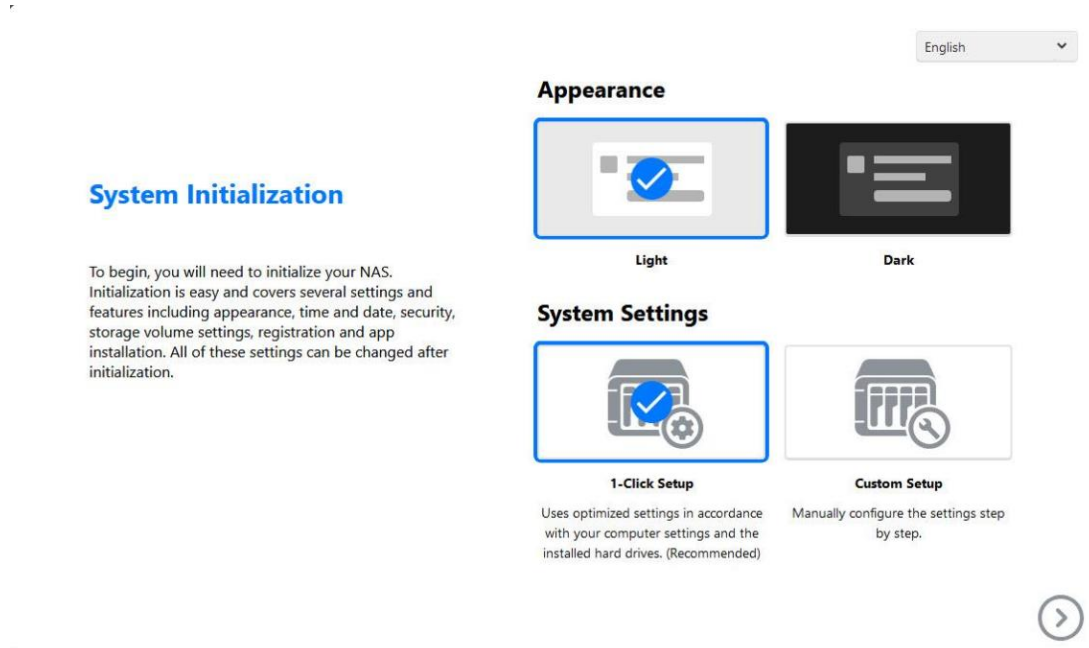 English
Appearance
System Initialization
Light
Dark
To begin, you will need to initialize your NAS.
Initialization is easy and covers several settings and
features including appearance, time and date, security,
storage volume settings, registration and app
installation. All of these settings can be changed after
initialization.
System Settings
1-Click Setup
Uses optimized settings in accordance
with your computer settings and the
installed hard drives. (Recommended)
Custom Setup
Manually configure the settings step
by step.